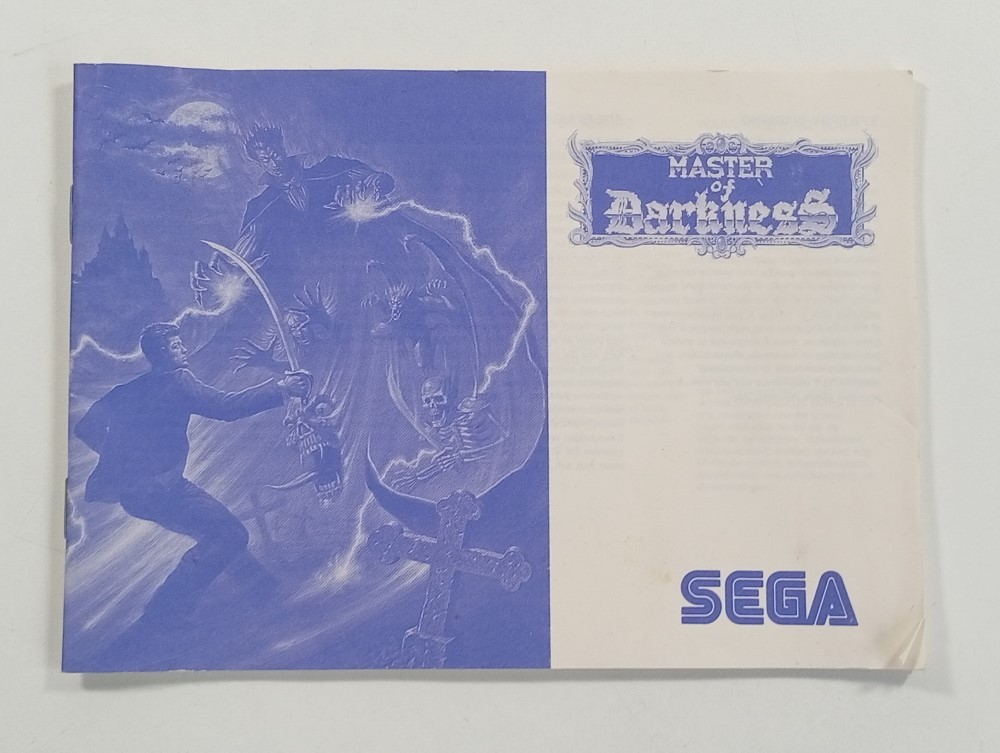 MASTER
of
Darkness
SEGA